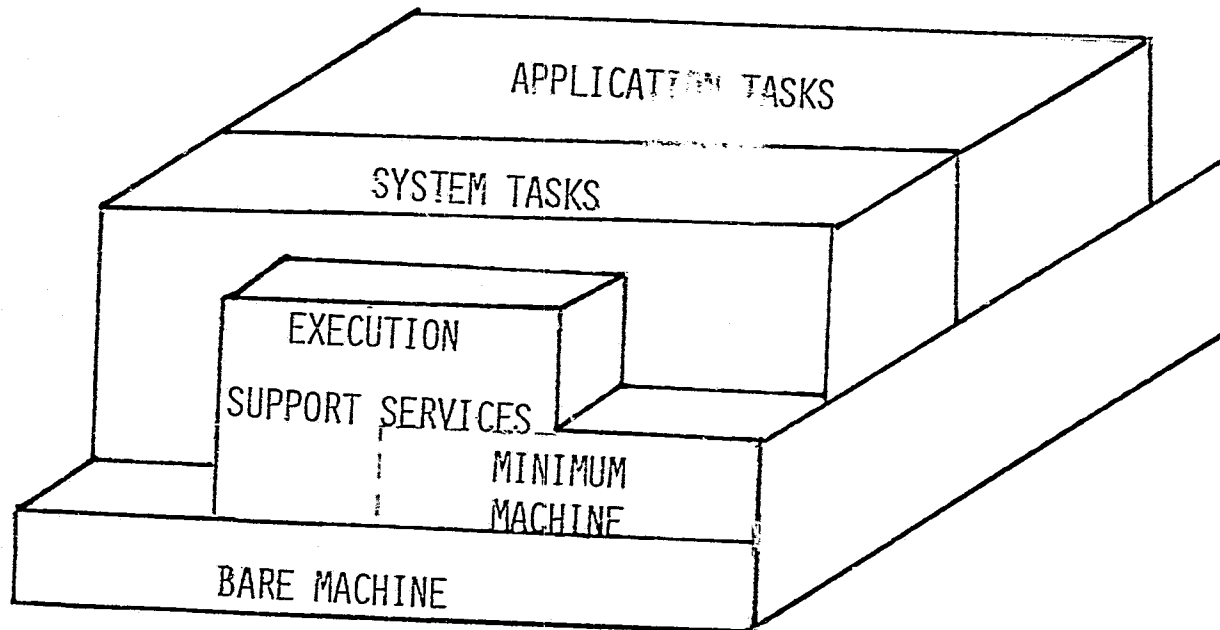 APPLICATION TASKS
SYSTEM TASKS
EXECUTION
SUPPORT SERVICES
MINIMUM
MACHINE
BARE MACHINE